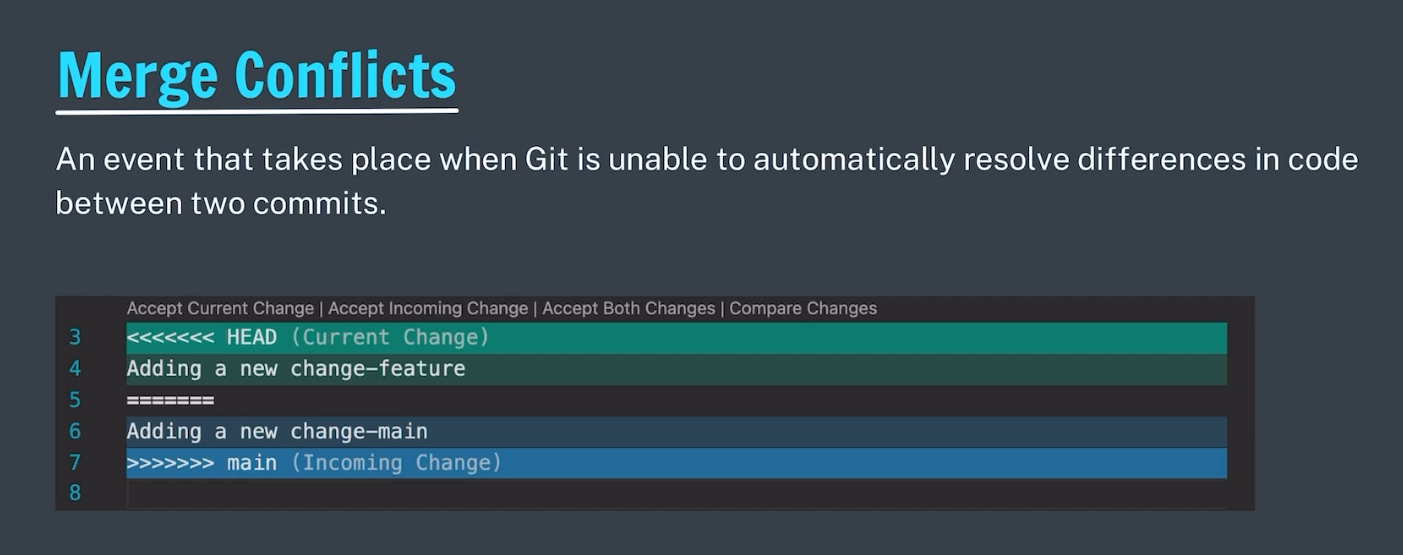 Merge Conflicts
An event that takes place when Git is unable to automatically resolve differences in code
between two commits.
Accept Current Change | Accept Incoming Change | Accept Both Changes | Compare Changes
3 <<<<<<< HEAD (Current Change)
4 Adding a new change-feature
5 =======
6 Adding a new change-main
7 >>>>>>> main (Incoming Change)
8